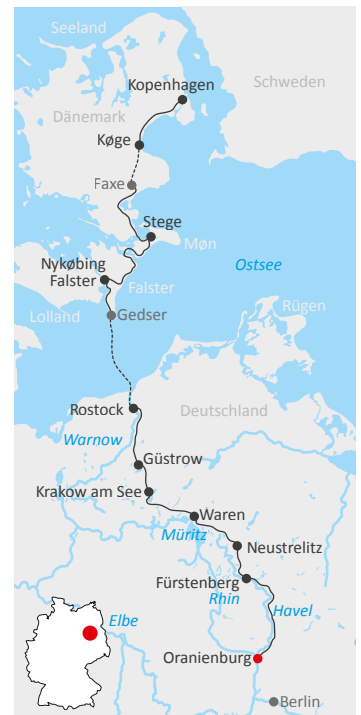 Seeland
Kopenhagen
Schweden
Dänemark
Køge
Faxe
Stege
Møn
Nykøbing
Falster
Ostsee
Falster
Rügen
Lolland
Gedser
Rostock
Deutschland
Warnow
Güstrow
Krakow am See
Waren
Müritz
Neustrelitz
Fürstenberg
Rhin
Havel
Elbe
Oranienburg
Berlin